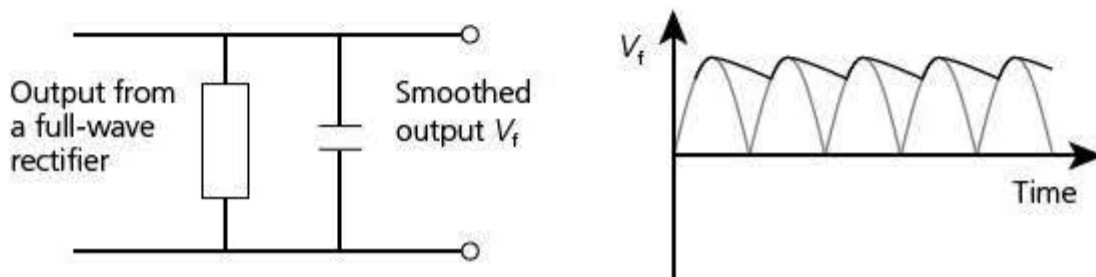 Output from
a full-wave
rectifier
Smoothed
output Vf
Vf
Time